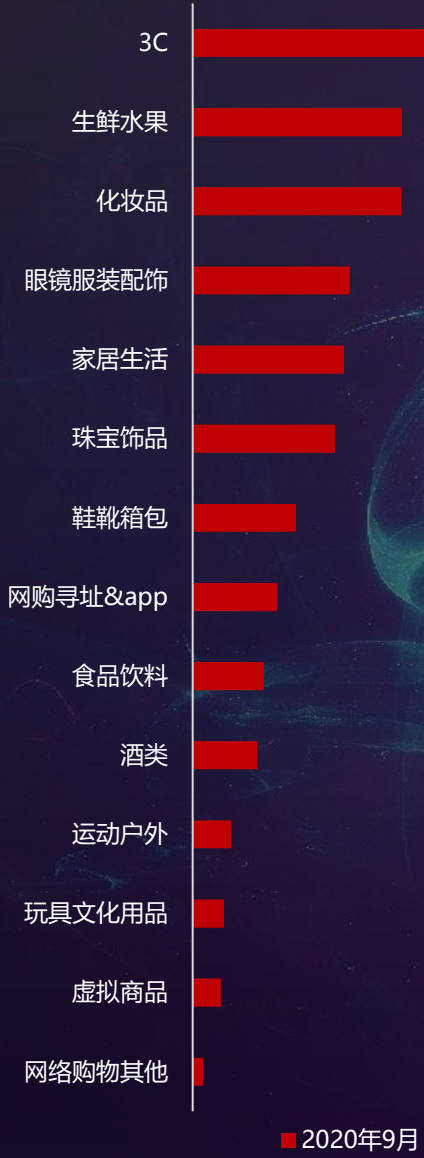 3C
生鲜水果
化妆品
眼镜服装配饰
家居生活
珠宝饰品
鞋靴箱包
网购寻址&app
食品饮料
酒类
运动户外
玩具文化用品
虚拟商品
网络购物其他
2020年9月